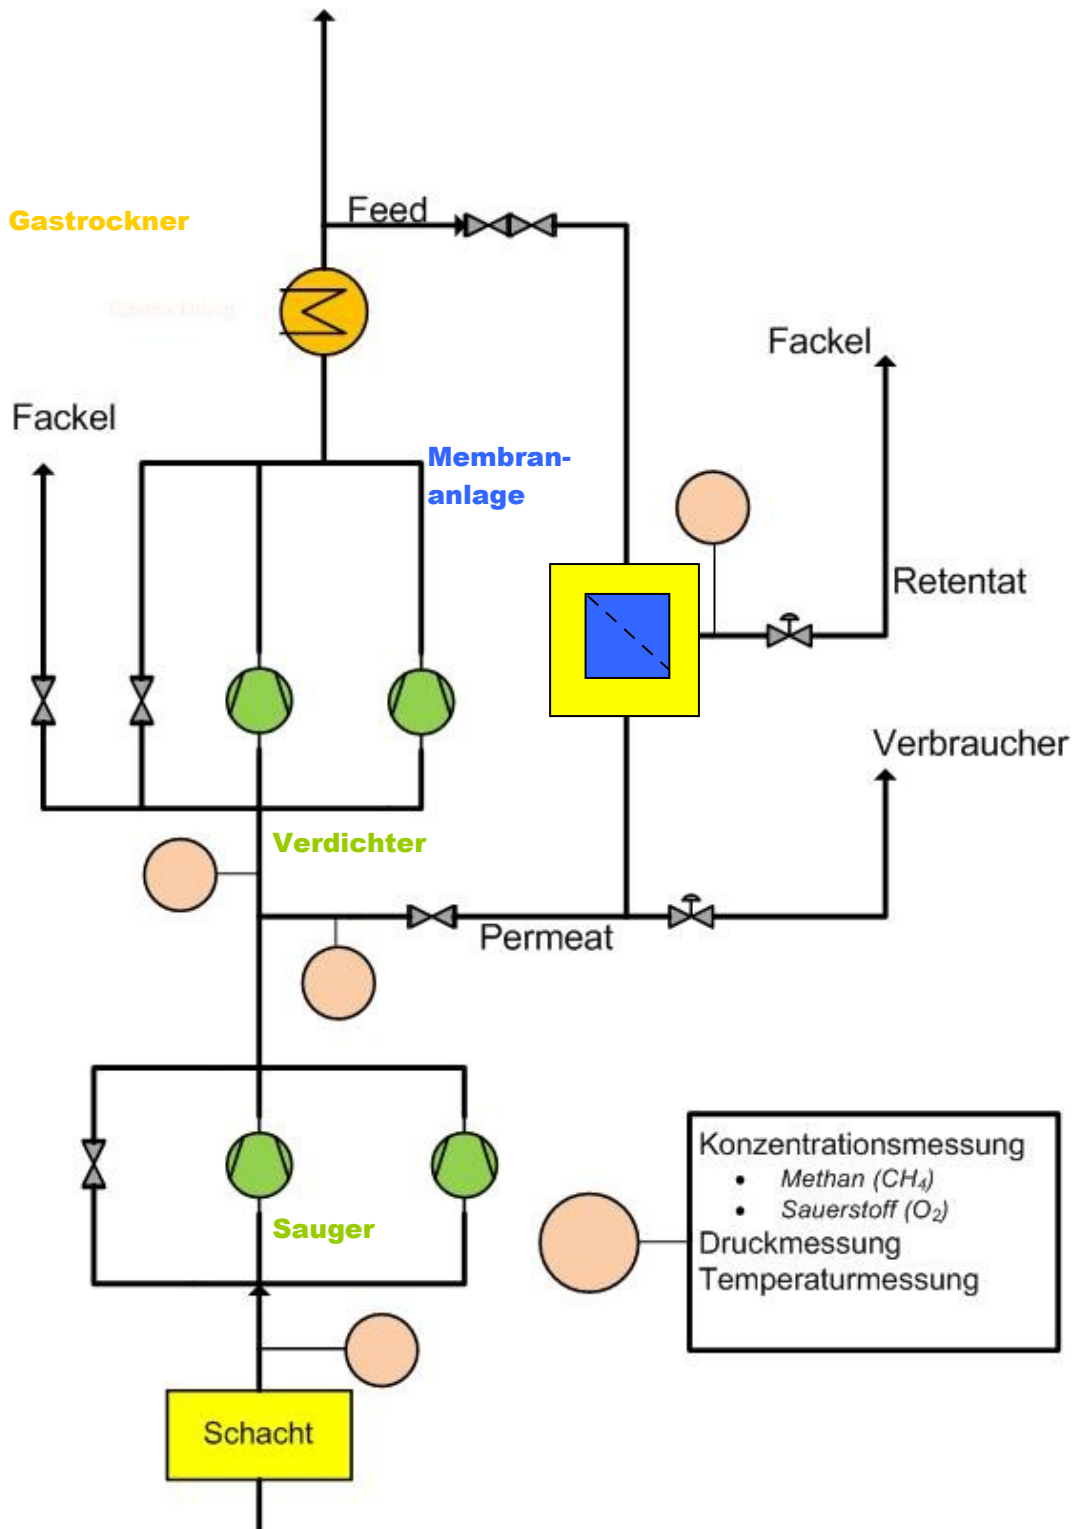 Feed
Gastrockner
Fackel
Fackel
Membran-
anlage
Retentat
Verbraucher
Verdichter
Permeat
Konzentrationsmessung
• Methan (CH₄)
• Sauerstoff (O₂)
Druckmessung
Temperaturmessung
Sauger
Schacht